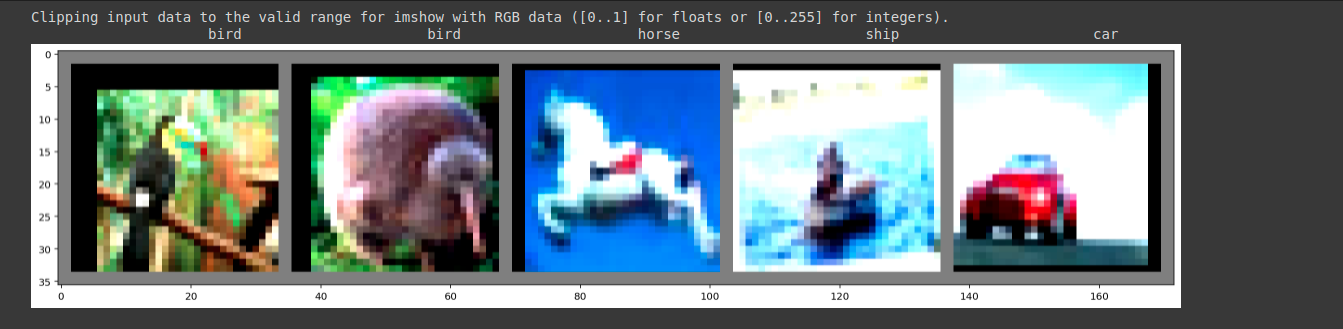 Clipping input data to the valid range for imshow with RGB data ([0..1] for floats or [0..255] for integers).
bird bird horse ship car
0
5
10
15
20
25
30
35
0 20 40 60 80 100 120 140 160